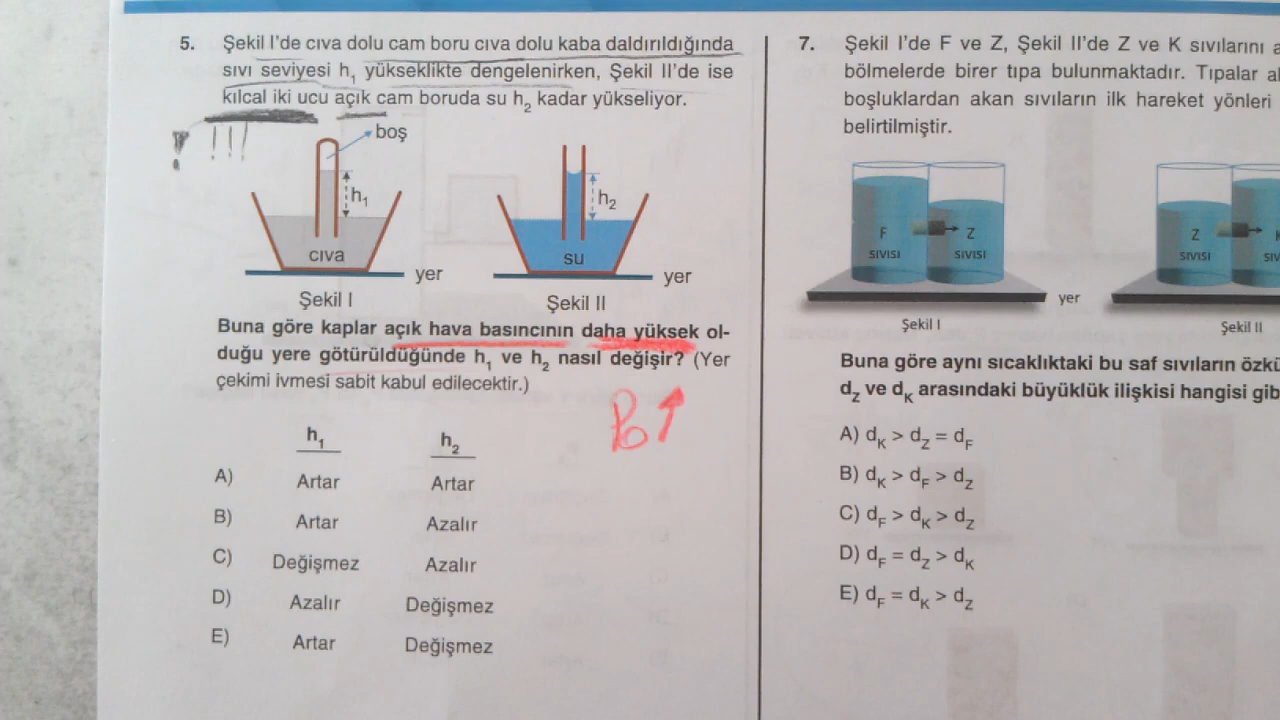 5. Şekil I'de cıva dolu cam boru cıva dolu kaba daldırıldığında
sıvı seviyesi h₁ yükseklikte dengelenirken, Şekil II'de ise
kılcal iki ucu açık cam boruda su h₂ kadar yükseliyor.
!!!
boş
h₁
cıva
yer
Şekil I
h₂
su
yer
Şekil II
Buna göre kaplar açık hava basıncının daha yüksek ol-
duğu yere götürüldüğünde h₁ ve h₂ nasıl değişir? (Yer
çekimi ivmesi sabit kabul edilecektir.)
P₀↑
h₁ h₂
A) Artar Artar
B) Artar Azalır
C) Değişmez Azalır
D) Azalır Değişmez
E) Artar Değişmez
7. Şekil I'de F ve Z, Şekil II'de Z ve K sıvılarını
bölmelerde birer tıpa bulunmaktadır. Tıpalar
boşluklardan akan sıvıların ilk hareket yönleri
belirtilmiştir.
F
SIVISI
Z
SIVISI
yer
Şekil I
Z
SIVISI
Şekil II
Buna göre aynı sıcaklıktaki bu saf sıvıların
d_Z ve d_K arasındaki büyüklük ilişkisi hangisi
A) d_K > d_Z = d_F
B) d_K > d_F > d_Z
C) d_F > d_K > d_Z
D) d_F = d_Z > d_K
E) d_F = d_K > d_Z